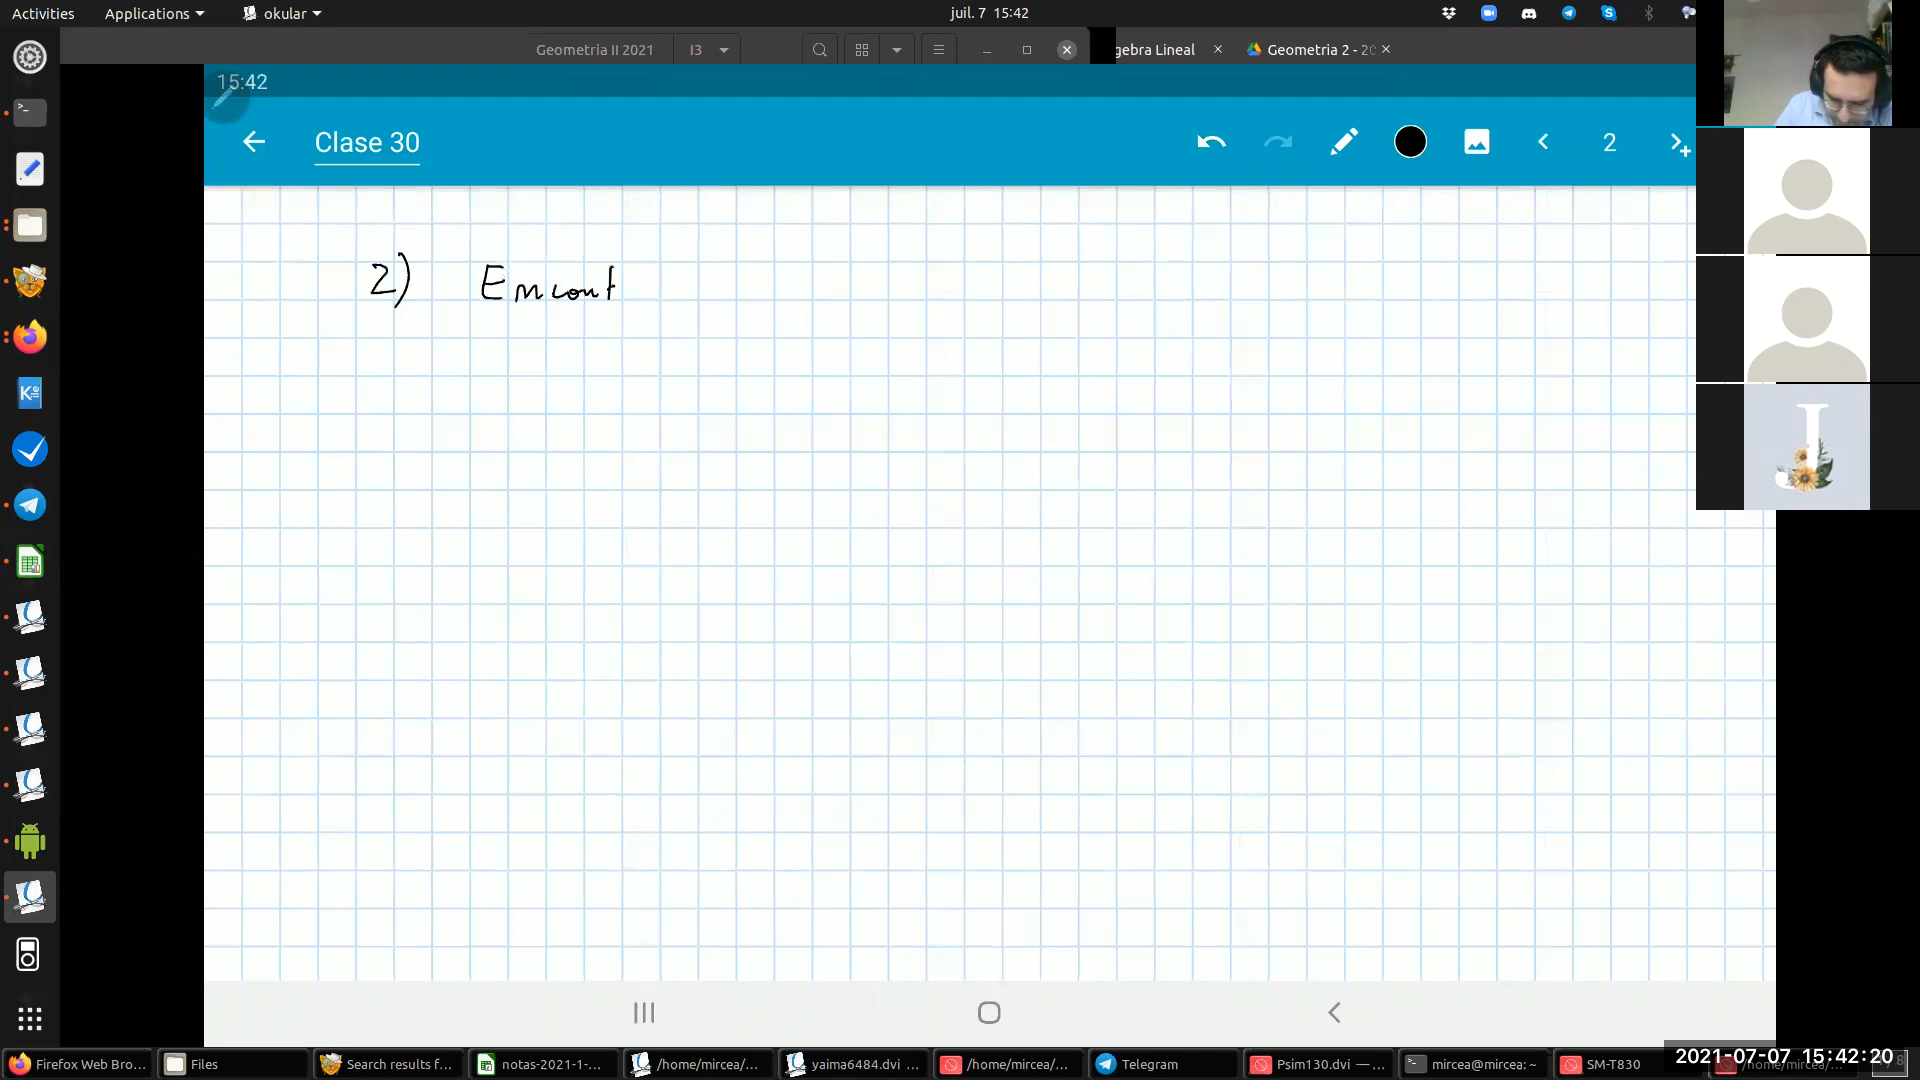 Activities Applications okular juil. 7 15:42
Geometria II 2021 I3 gebra Lineal Geometria 2 - 20
15:42
Clase 30 2
2) Encont
J
Firefox Web Bro... Files Search results f... notas-2021-1-... /home/mircea/... yaima6484.dvi ... /home/mircea/... Telegram Psim130.dvi — ... mircea@mircea: ~ SM-T830
2021-07-07 15:42:20